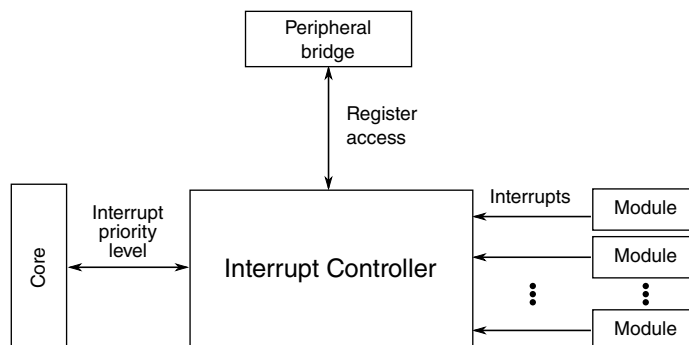 Peripheral
bridge
Register
access
Interrupts
Module
Interrupt
priority
level
Core
Interrupt Controller
Module
Module